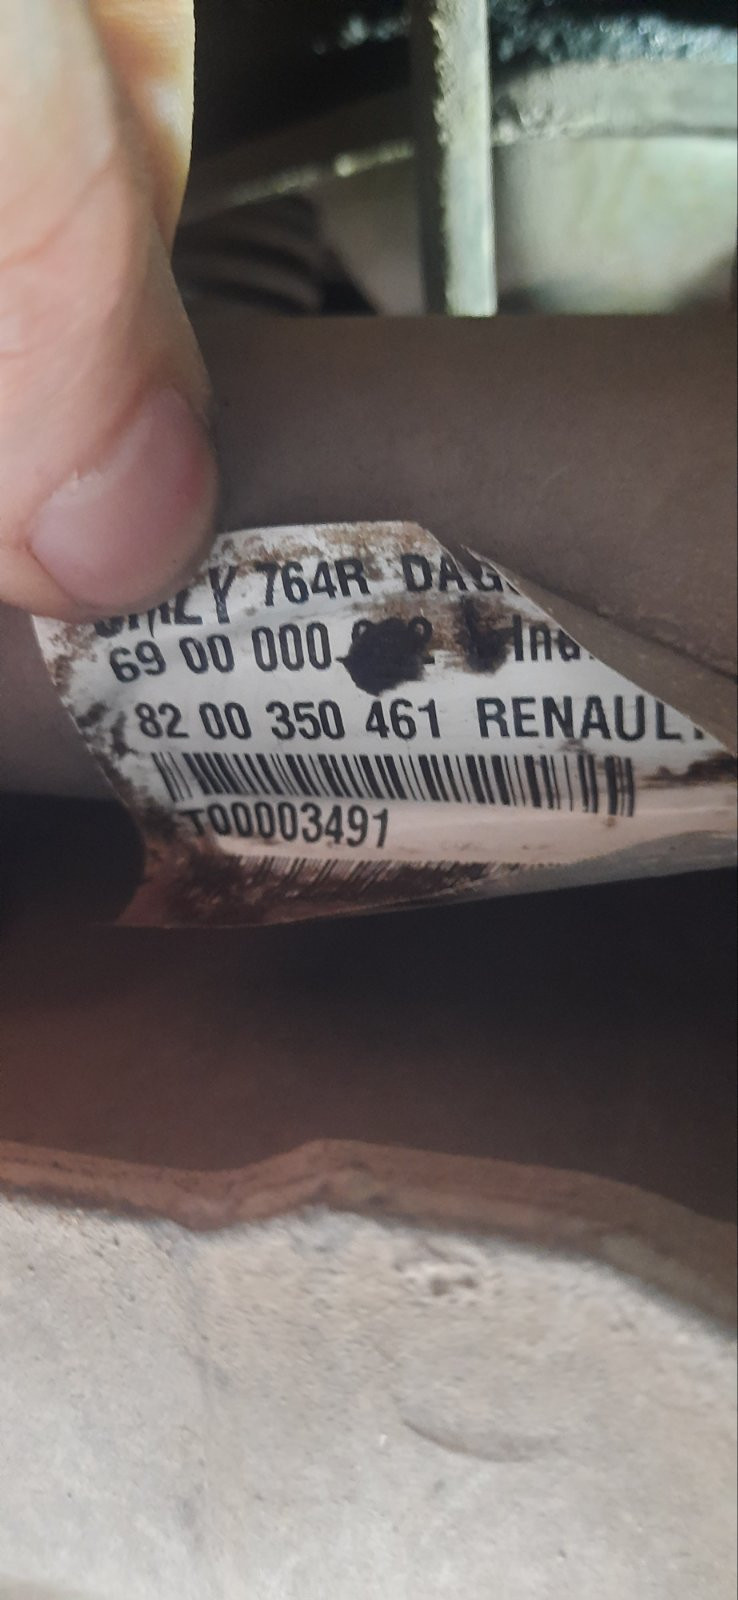 764R
69 00 000
82 00 350 461 RENAULT
T00003491